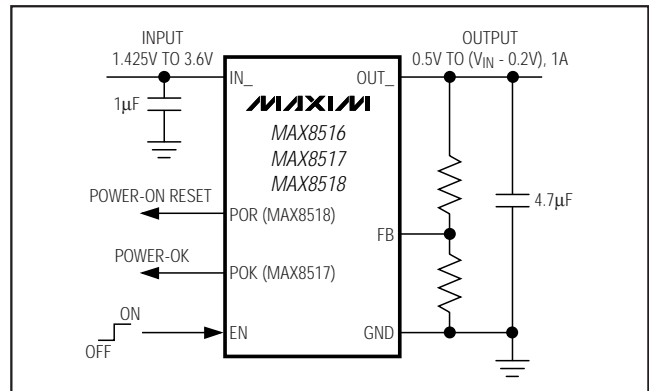 INPUT
1.425V TO 3.6V
OUTPUT
0.5V TO (VIN - 0.2V), 1A
IN_
OUT_
MAXIM
1µF
MAX8516
MAX8517
MAX8518
POWER-ON RESET
POR (MAX8518)
4.7µF
FB
POWER-OK
POK (MAX8517)
ON
OFF
EN
GND